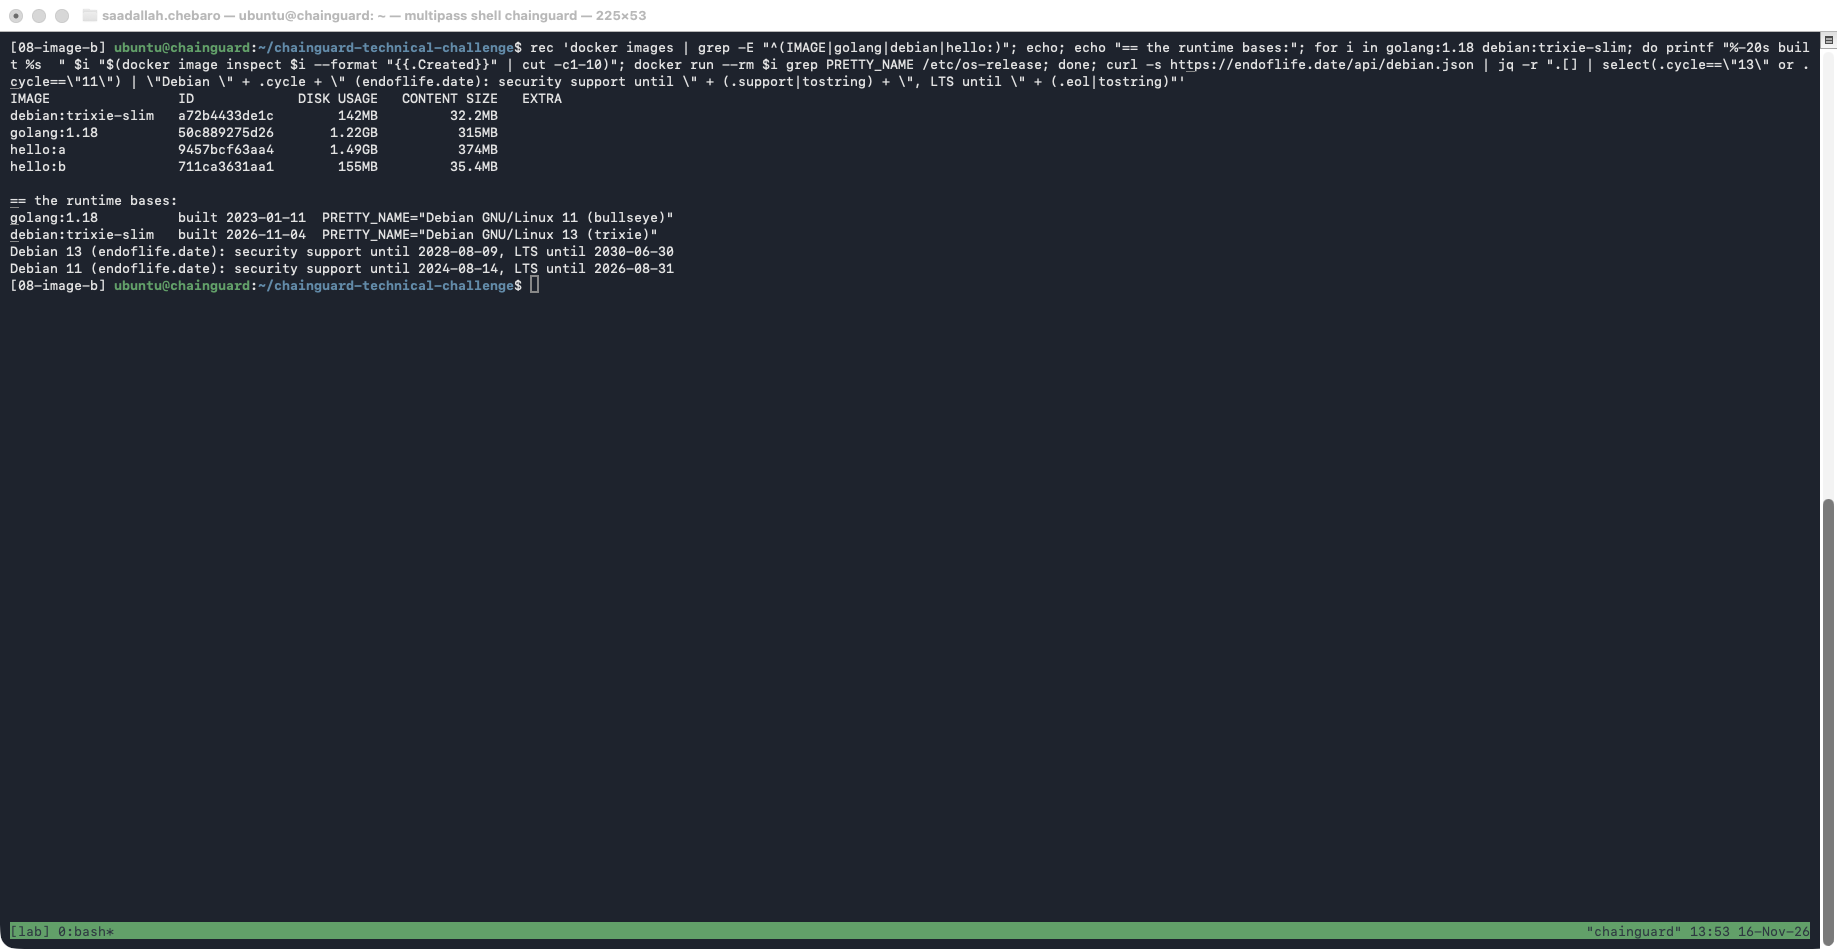 saadallah.chebaro — ubuntu@chainguard: ~ — multipass shell chainguard — 225×53
[08-image-b] ubuntu@chainguard:~/chainguard-technical-challenge$ rec 'docker images | grep -E "^(IMAGE|golang|debian|hello:)"; echo; echo "== the runtime bases:"; for i in golang:1.18 debian:trixie-slim; do printf "%-20s buil
t %s  " $i "$(docker image inspect $i --format "{{.Created}}" | cut -c1-10)"; docker run --rm $i grep PRETTY_NAME /etc/os-release; done; curl -s https://endoflife.date/api/debian.json | jq -r ".[] | select(.cycle==\"13\" or .
cycle==\"11\") | \"Debian \" + .cycle + \" (endoflife.date): security support until \" + (.support|tostring) + \", LTS until \" + (.eol|tostring)"'
IMAGE                ID             DISK USAGE   CONTENT SIZE   EXTRA
debian:trixie-slim   a72b4433de1c        142MB         32.2MB
golang:1.18          50c889275d26       1.22GB          315MB
hello:a              9457bcf63aa4       1.49GB          374MB
hello:b              711ca3631aa1        155MB         35.4MB
== the runtime bases:
golang:1.18          built 2023-01-11  PRETTY_NAME="Debian GNU/Linux 11 (bullseye)"
debian:trixie-slim   built 2026-11-04  PRETTY_NAME="Debian GNU/Linux 13 (trixie)"
Debian 13 (endoflife.date): security support until 2028-08-09, LTS until 2030-06-30
Debian 11 (endoflife.date): security support until 2024-08-14, LTS until 2026-08-31
[08-image-b] ubuntu@chainguard:~/chainguard-technical-challenge$
[lab] 0:bash* "chainguard" 13:53 16-Nov-26